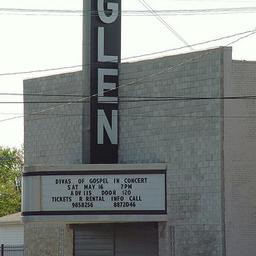 GLEN
DIVAS OF GOSPEL IN CONCERT
SAT MAY 16 7PM
ADV $15 DOOR $20
TICKETS R RENTAL INFO CALL
9858256 8872046